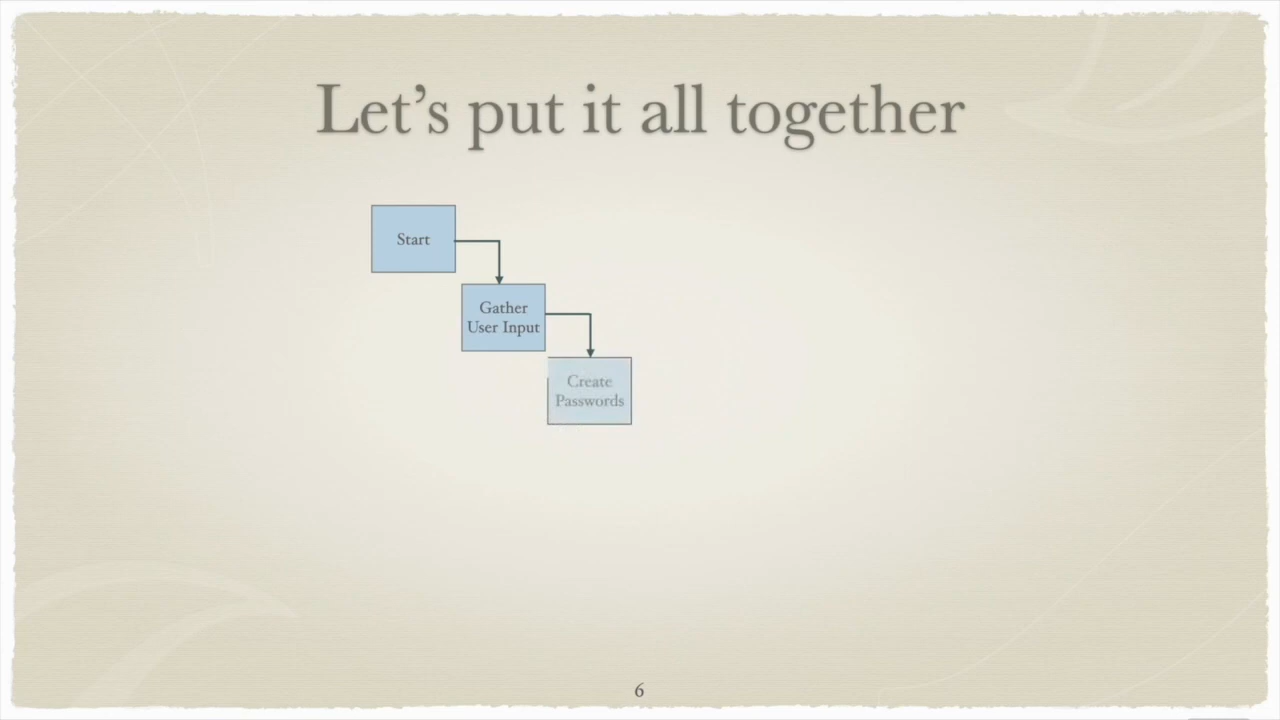 Let's put it all together
Start
Gather
User Input
Create
Passwords
6